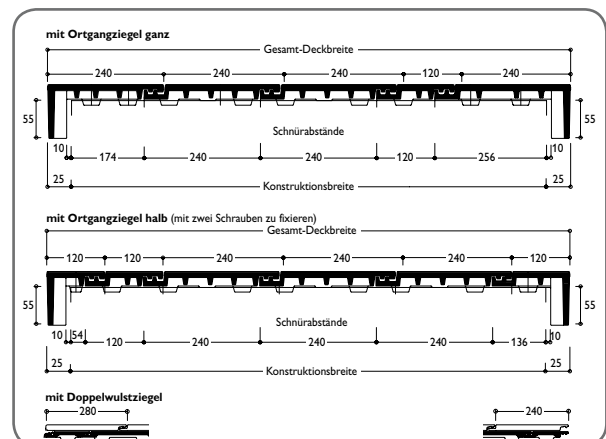 mit Ortgangziegel ganz
Gesamt-Deckbreite
240 240 240 120 240
55 55
Schnürabstände
10 174 240 240 120 256 10
25 Konstruktionsbreite 25
mit Ortgangziegel halb (mit zwei Schrauben zu fixieren)
Gesamt-Deckbreite
120 120 240 240 240 120
55 55
Schnürabstände
10 54 120 240 240 240 136 10
25 Konstruktionsbreite 25
mit Doppelwulstziegel
280 240